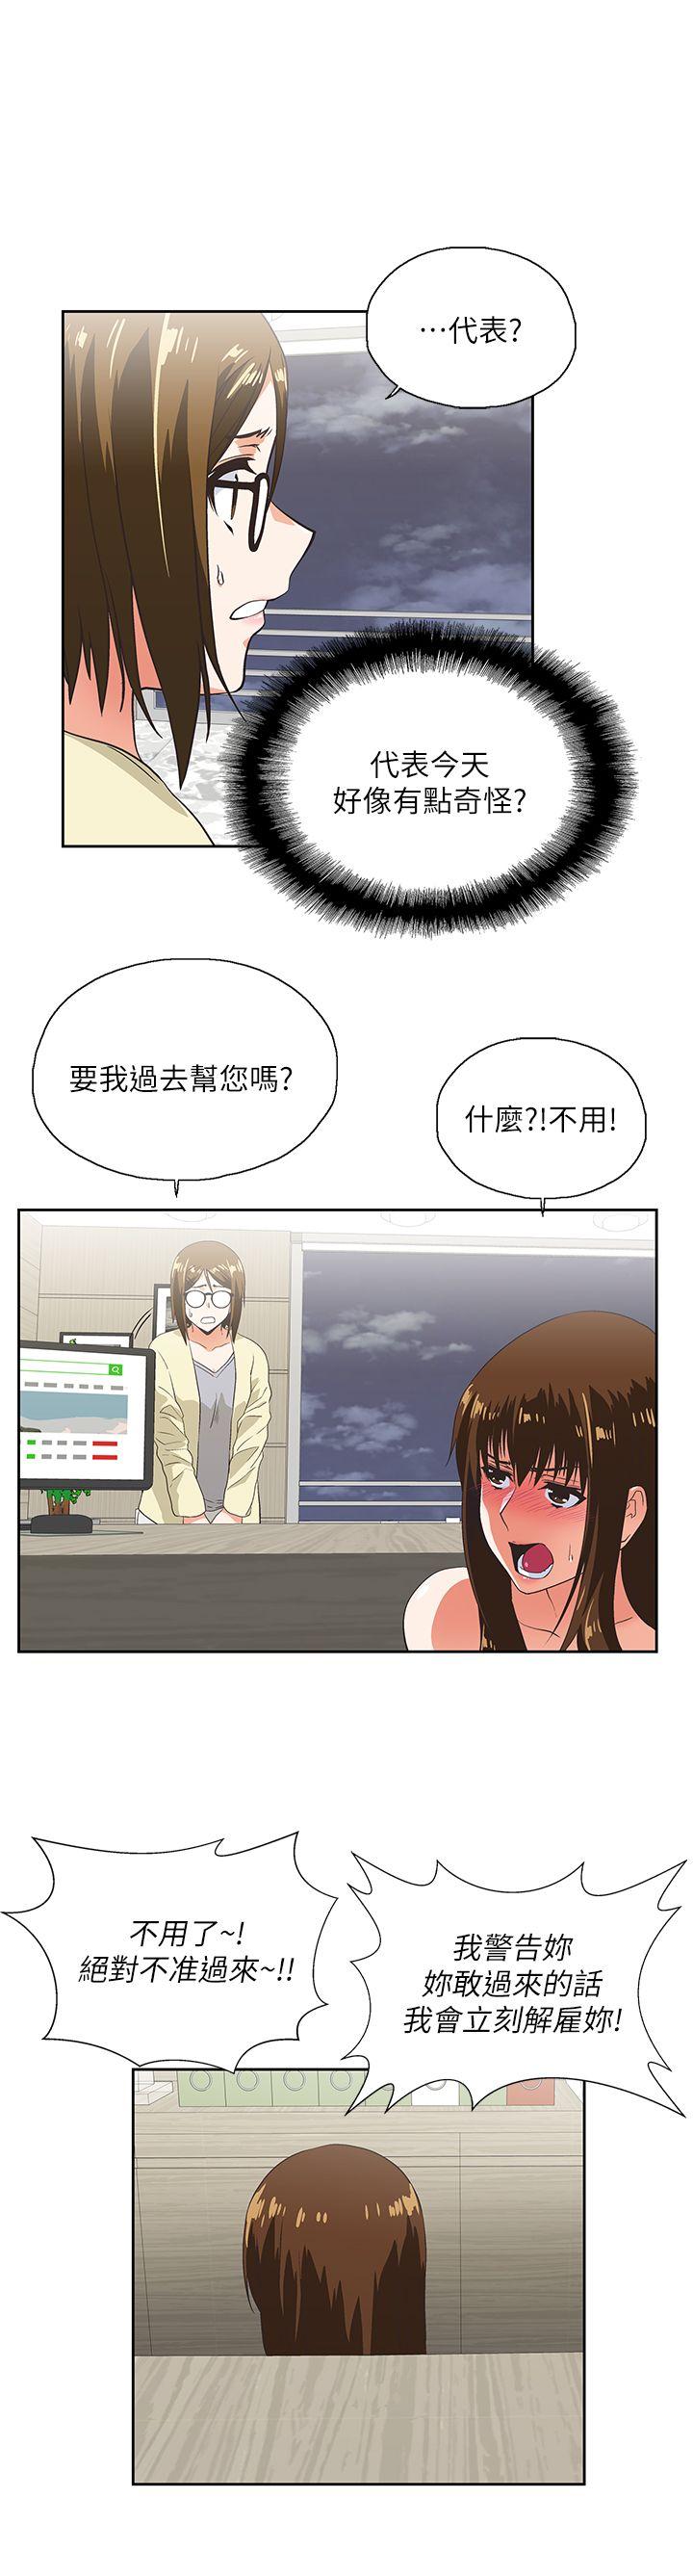 …代表?
代表今天
好像有點奇怪?
要我過去幫您嗎?
什麼?!不用!
不用了~!
絕對不准過來~!!
我警告妳
妳敢過來的話
我會立刻解雇妳!